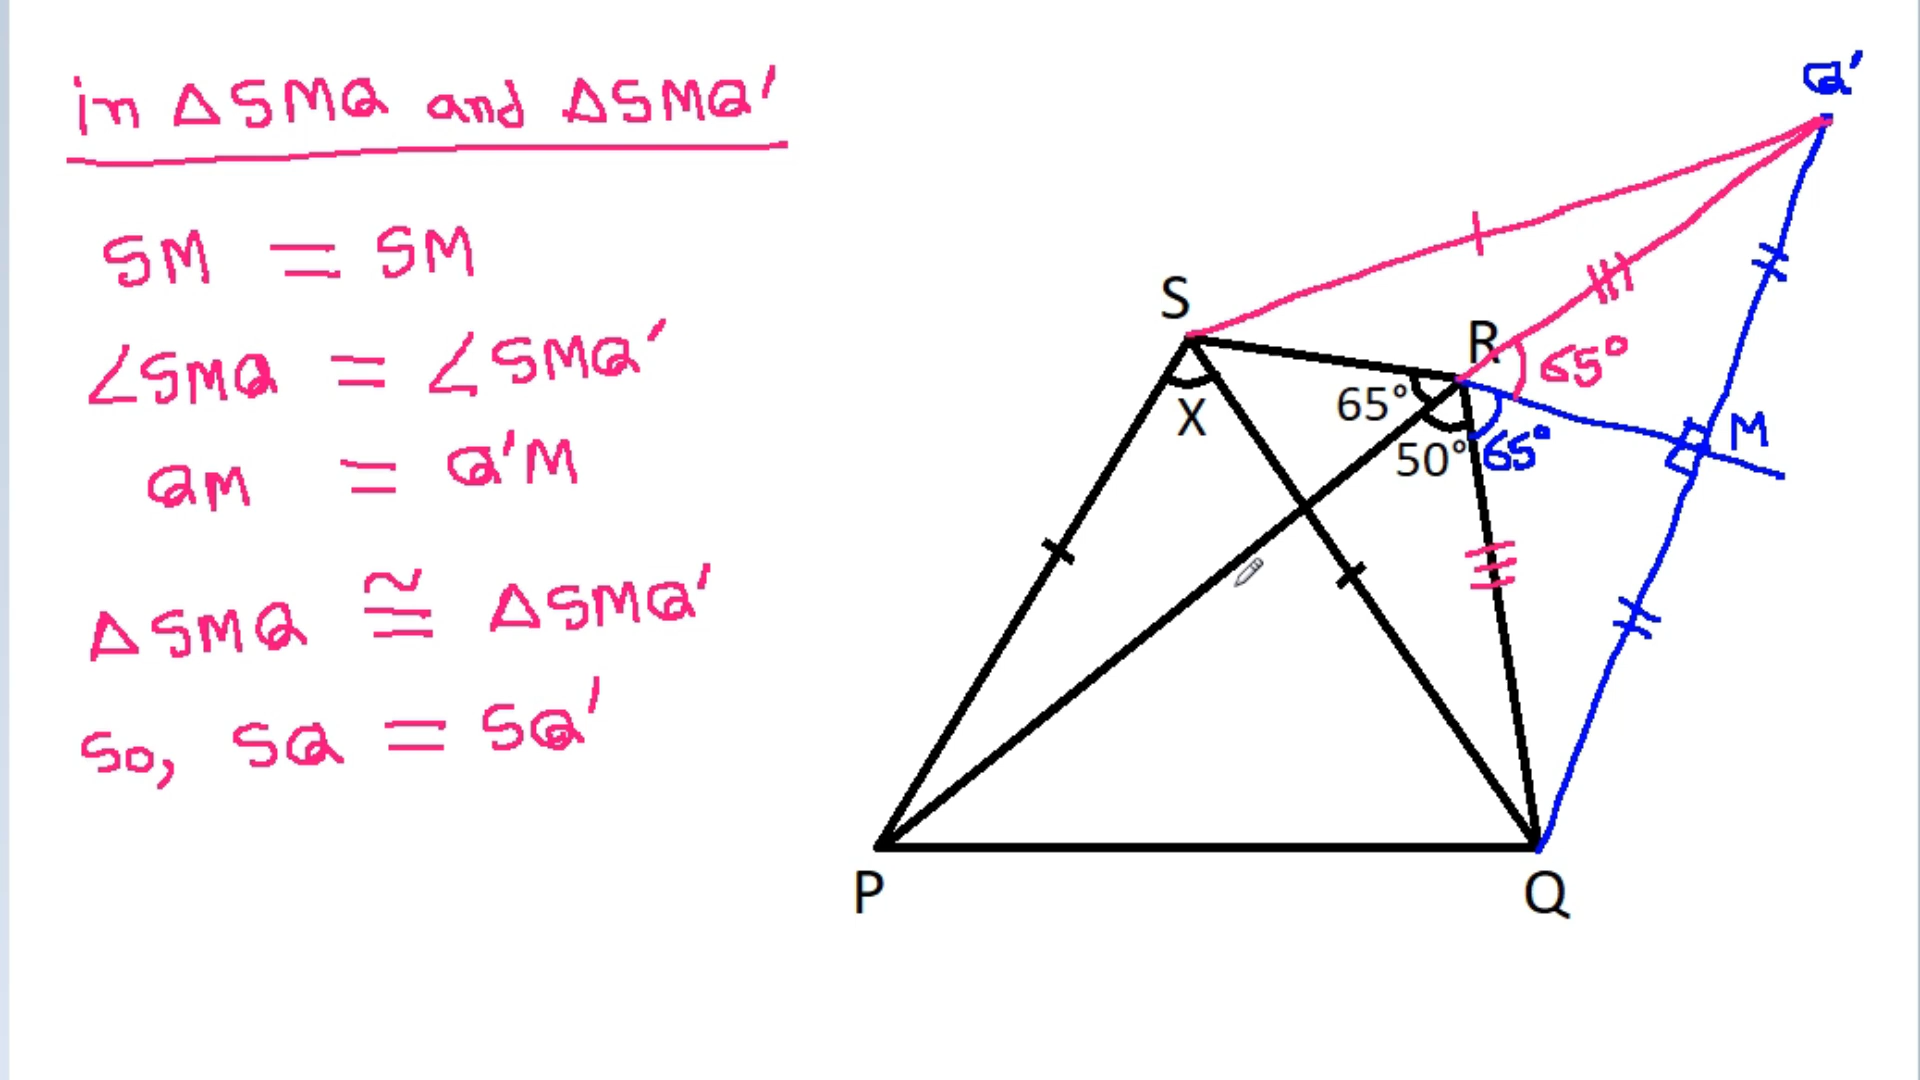 in ΔSMQ and ΔSMQ'
SM = SM
∠SMQ = ∠SMQ'
QM = Q'M
ΔSMQ ≅ ΔSMQ'
So, SQ = SQ'
Q'
S
R
65°
X
65°
M
50°
65°
P
Q